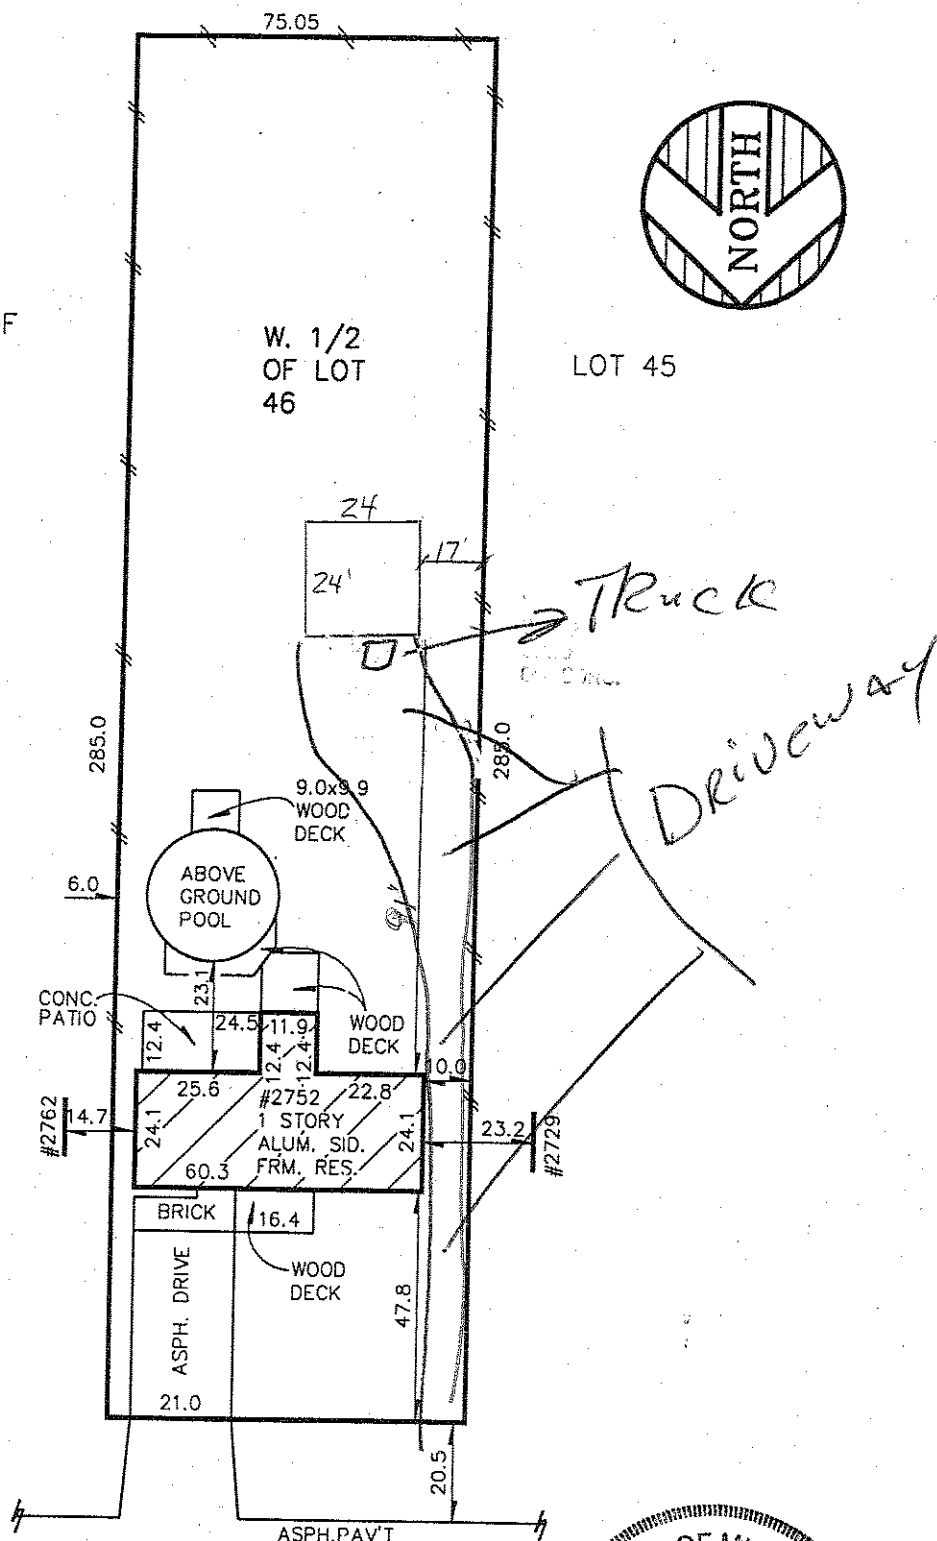 75.05
NORTH
F
W. 1/2
OF LOT
46
LOT 45
24
24'
17'
TRucK
DRiveWAY
285.0
285.0
9.0x9.9
WOOD
DECK
ABOVE
GROUND
POOL
6.0
91'
23.1
CONC.
PATIO
12.4
24.5
11.9
12.4
12.4
WOOD
DECK
10.0
25.6
#2752
22.8
1 STORY
ALUM. SID.
FRM. RES.
24.1
24.1
60.3
#2762
14.7
23.2
#2729
BRICK
16.4
WOOD
DECK
ASPH. DRIVE
47.8
21.0
20.5
ASPH.PAV'T